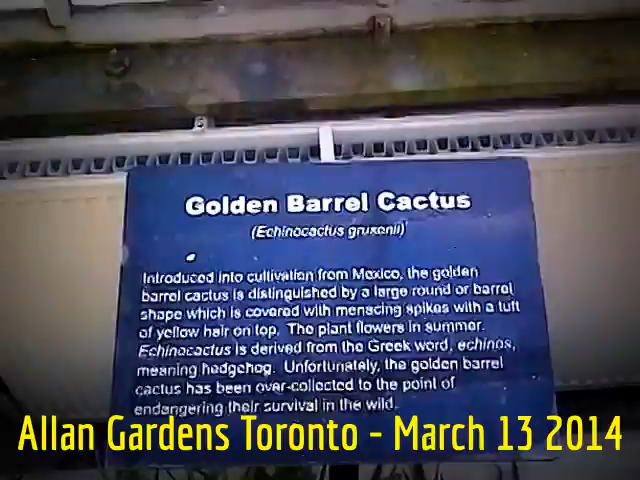 Golden Barrel Cactus
(Echinocactus grusonii)
Introduced into cultivation from Mexico, the golden
barrel cactus is distinguished by a large round or barrel
shape which is covered with menacing spikes with a tuft
of yellow hair on top. The plant flowers in summer.
Echinocactus is derived from the Greek word, echinos,
meaning hedgehog. Unfortunately, the golden barrel
cactus has been over-collected to the point of
endangering their survival in the wild.
Allan Gardens Toronto - March 13 2014